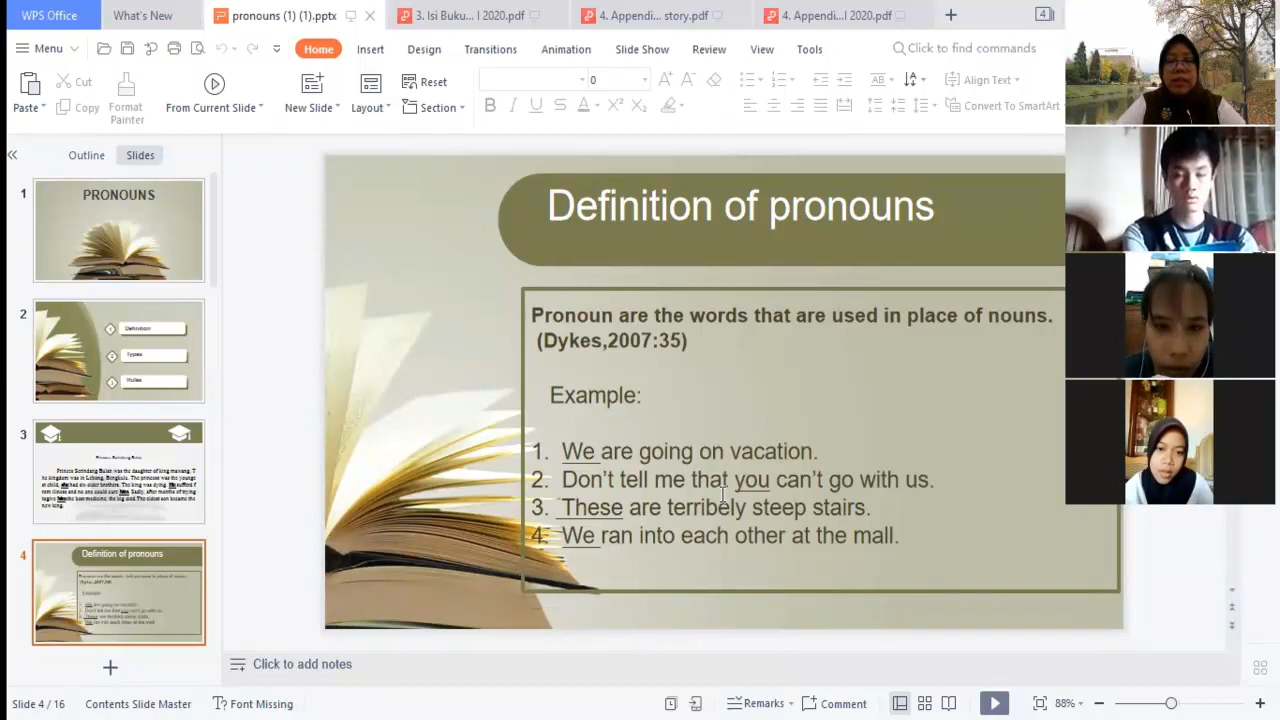 WPS Office
What's New
pronouns (1) (1).pptx
3. Isi Buku... l 2020.pdf
4. Appendi... story.pdf
4. Appendi...l 2020.pdf
4
Menu
Home
Insert
Design
Transitions
Animation
Slide Show
Review
View
Tools
Click to find commands
Paste
Cut
Copy
Format
Painter
From Current Slide
New Slide
Layout
Reset
Section
0
Align Text
Convert To SmartArt
Outline
Slides
1
PRONOUNS
2
Definition
Types
Rules
3
4
Definition of pronouns
Definition of pronouns
Pronoun are the words that are used in place of nouns.
(Dykes,2007:35)
Example:
1. We are going on vacation.
2. Don't tell me that you can't go with us.
3. These are terribely steep stairs.
4. We ran into each other at the mall.
Click to add notes
Slide 4 / 16
Contents Slide Master
Font Missing
Remarks
Comment
88%